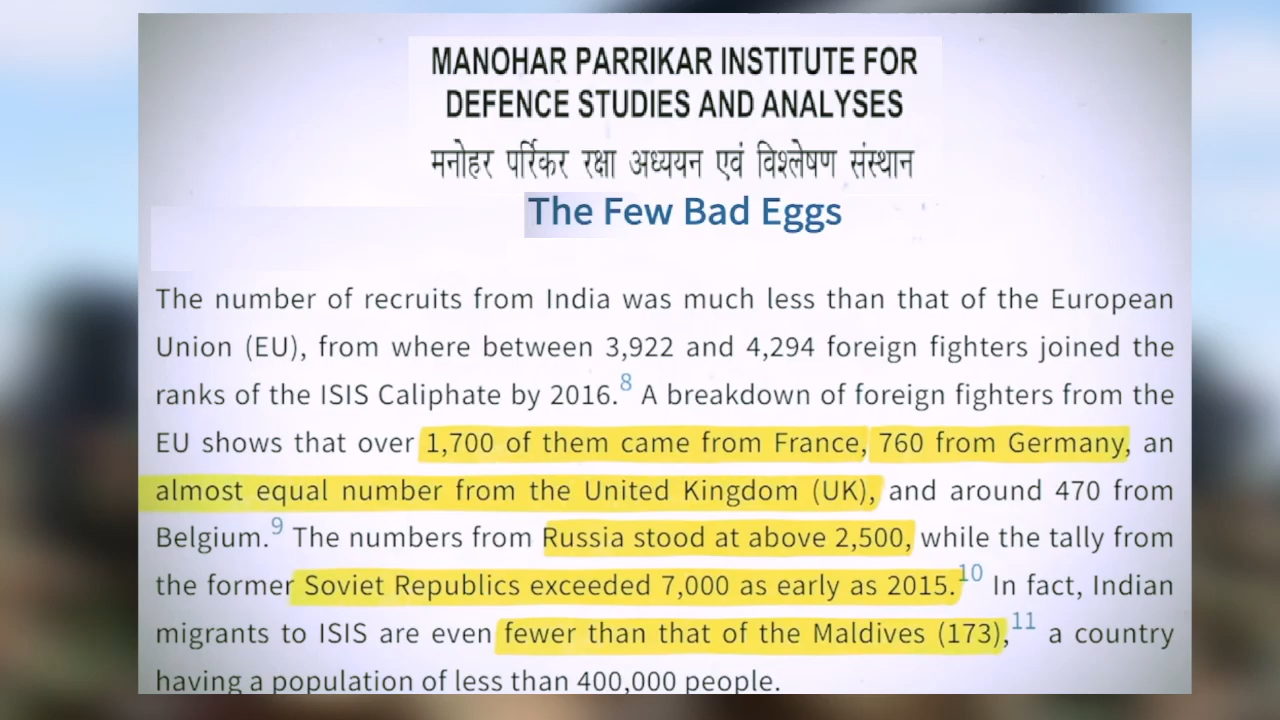 MANOHAR PARRIKAR INSTITUTE FOR
DEFENCE STUDIES AND ANALYSES
मनोहर पर्रिकर रक्षा अध्ययन एवं विश्लेषण संस्थान
The Few Bad Eggs
The number of recruits from India was much less than that of the European
Union (EU), from where between 3,922 and 4,294 foreign fighters joined the
ranks of the ISIS Caliphate by 2016.8 A breakdown of foreign fighters from the
EU shows that over 1,700 of them came from France, 760 from Germany, an
almost equal number from the United Kingdom (UK), and around 470 from
Belgium.9 The numbers from Russia stood at above 2,500, while the tally from
the former Soviet Republics exceeded 7,000 as early as 2015.10 In fact, Indian
migrants to ISIS are even fewer than that of the Maldives (173),11 a country
having a population of less than 400,000 people.